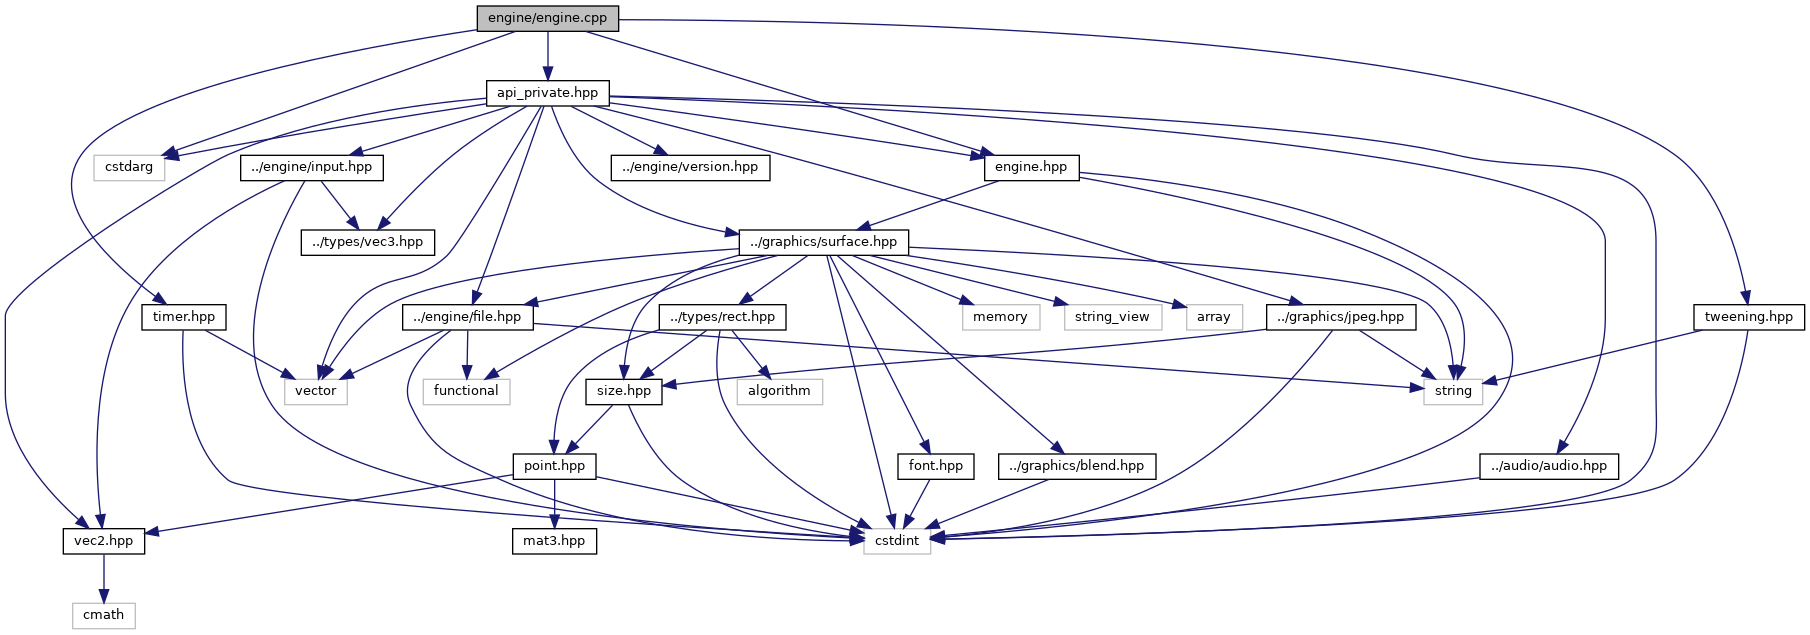 engine/engine.cpp
api_private.hpp
cstdarg
../engine/input.hpp
../engine/version.hpp
engine.hpp
../types/vec3.hpp
../graphics/surface.hpp
timer.hpp
../engine/file.hpp
../types/rect.hpp
memory
string_view
array
../graphics/jpeg.hpp
tweening.hpp
vector
functional
size.hpp
algorithm
string
point.hpp
font.hpp
../graphics/blend.hpp
../audio/audio.hpp
vec2.hpp
mat3.hpp
cstdint
cmath